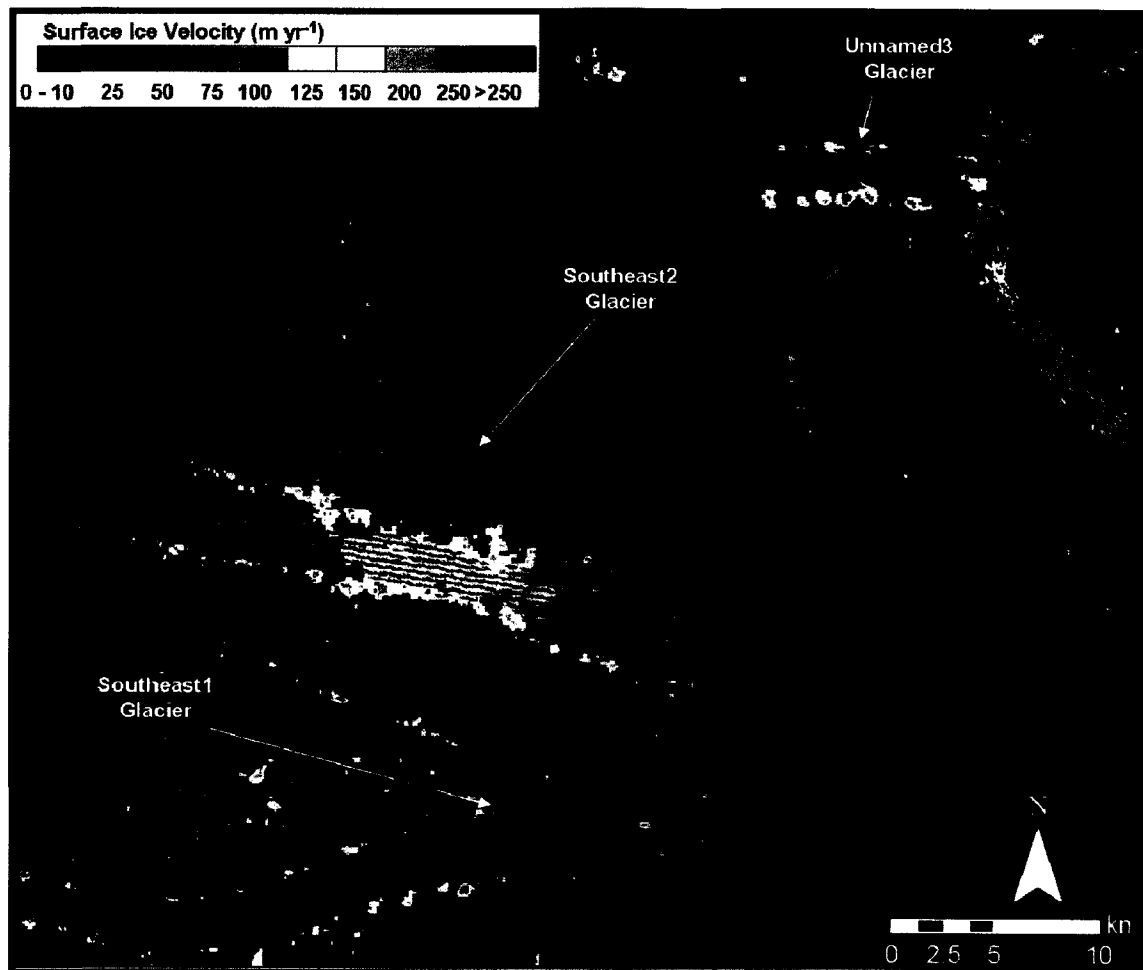 Surface Ice Velocity (m yr-1)
0 - 10 25 50 75 100 125 150 200 250 >250
Unnamed3
Glacier
Southeast2
Glacier
Southeast1
Glacier
km
0 2.5 5 10